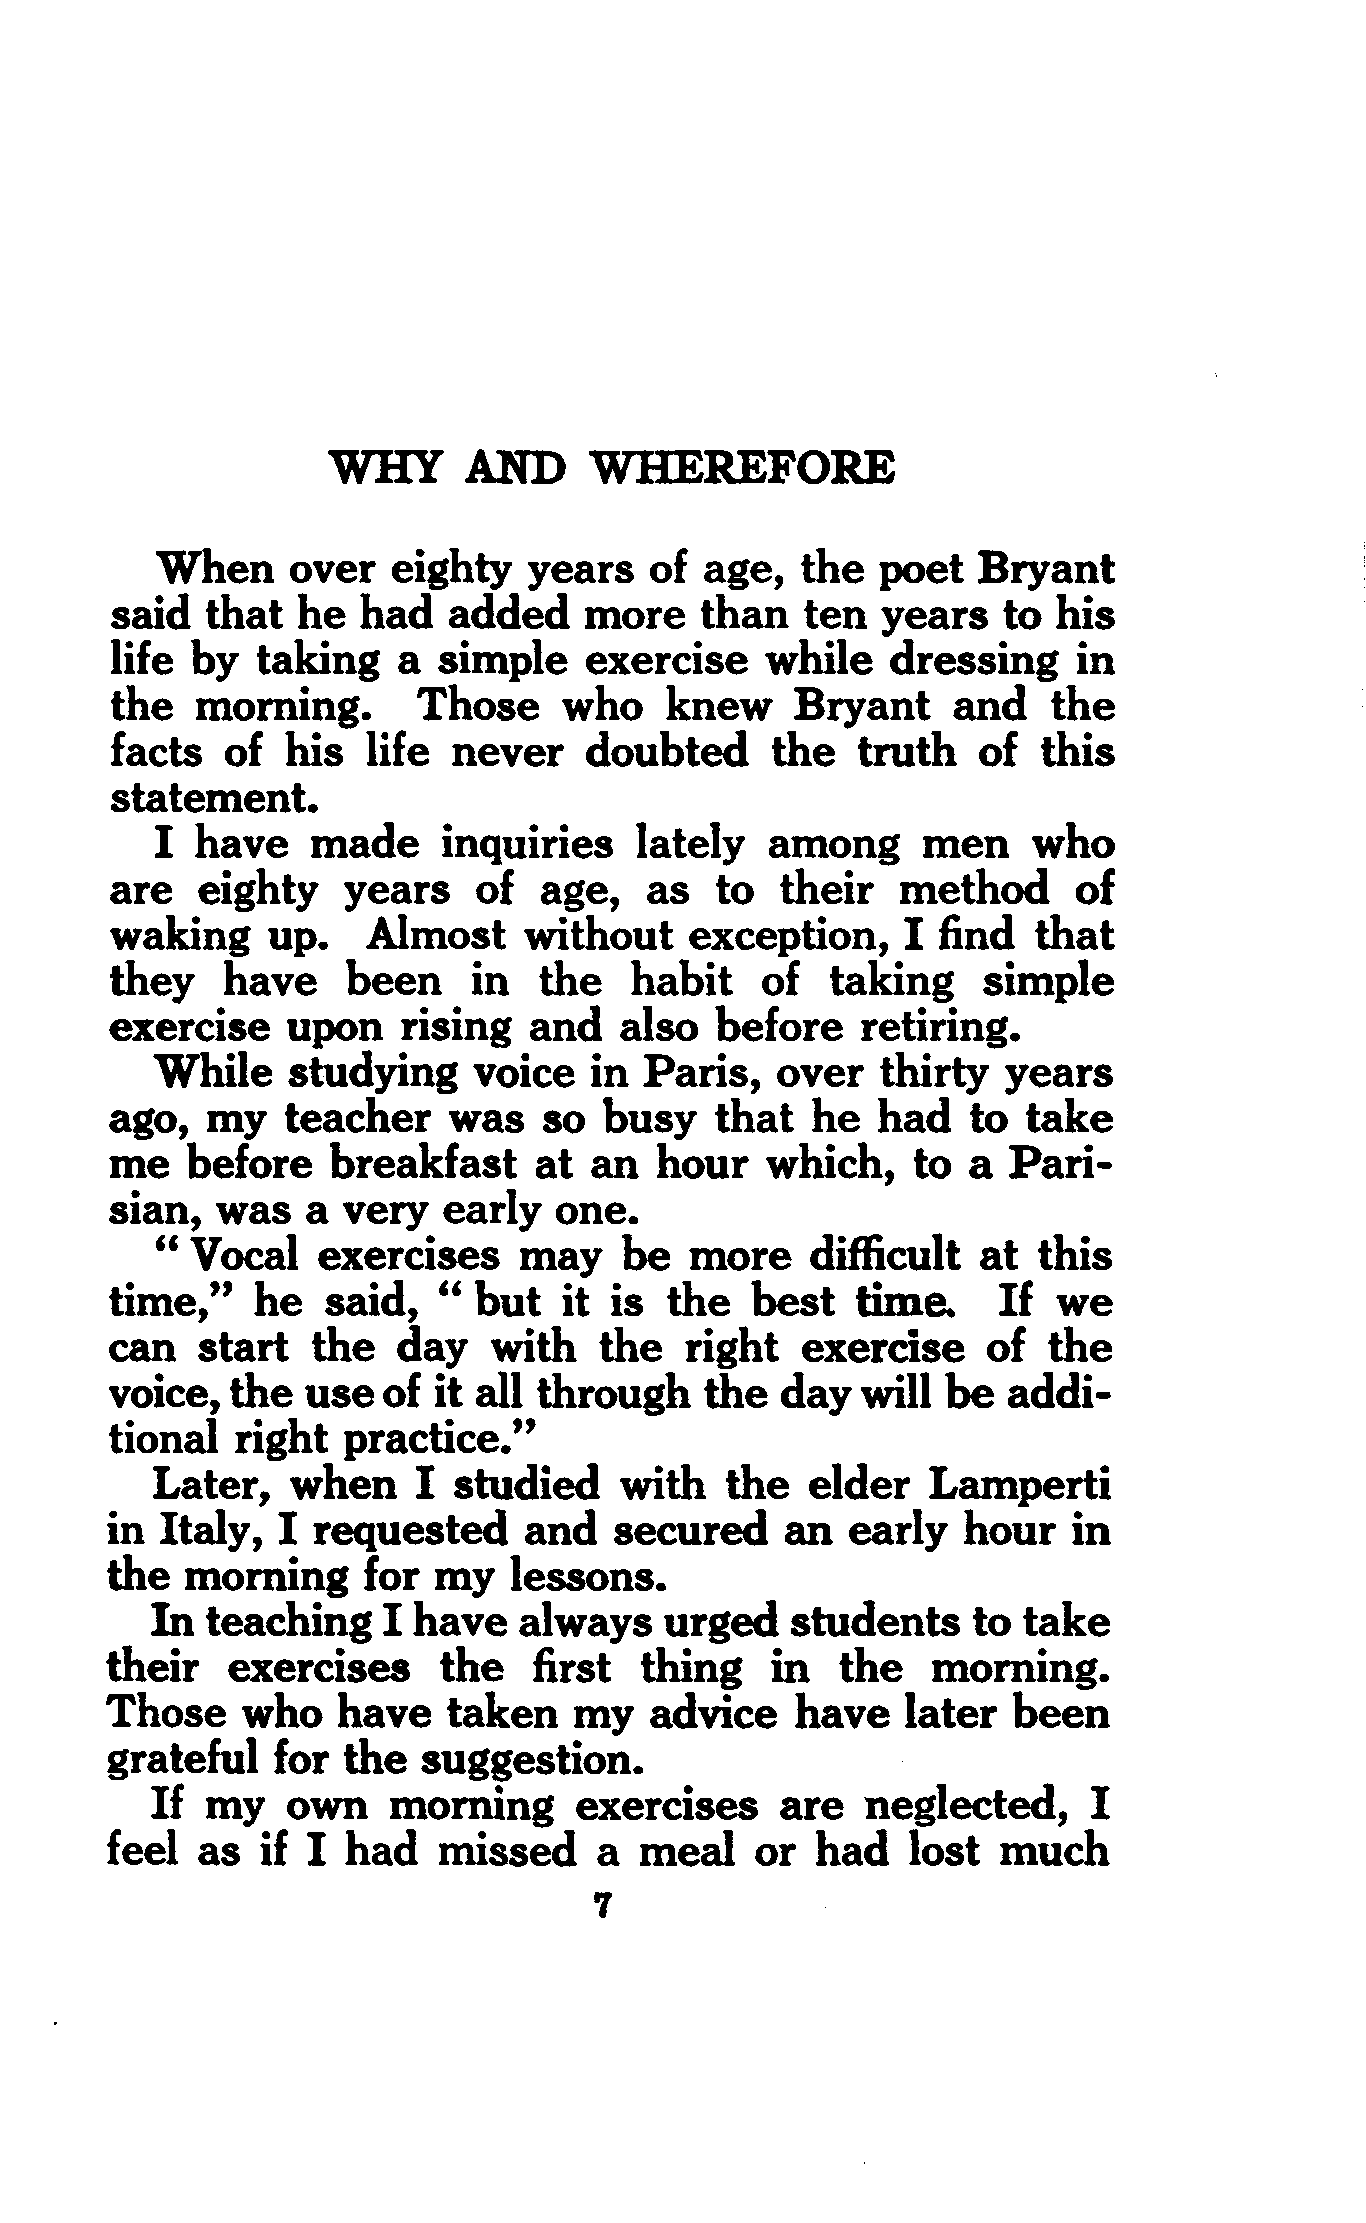 WHY AND WHEREFORE
When over eighty years of age, the poet Bryant
said that he had added more than ten years to his
life by taking a simple exercise while dressing in
the morning. Those who knew Bryant and the
facts of his life never doubted the truth of this
statement.
I have made inquiries lately among men who
are eighty years of age, as to their method of
waking up. Almost without exception, I find that
they have been in the habit of taking simple
exercise upon rising and also before retiring.
While studying voice in Paris, over thirty years
ago, my teacher was so busy that he had to take
me before breakfast at an hour which, to a Pari-
sian, was a very early one.
“ Vocal exercises may be more difficult at this
time,” he said, “ but it is the best time. If we
can start the day with the right exercise of the
voice, the use of it all through the day will be addi-
tional right practice.”
Later, when I studied with the elder Lamperti
in Italy, I requested and secured an early hour in
the morning for my lessons.
In teaching I have always urged students to take
their exercises the first thing in the morning.
Those who have taken my advice have later been
grateful for the suggestion.
If my own morning exercises are neglected, I
feel as if I had missed a meal or had lost much
7